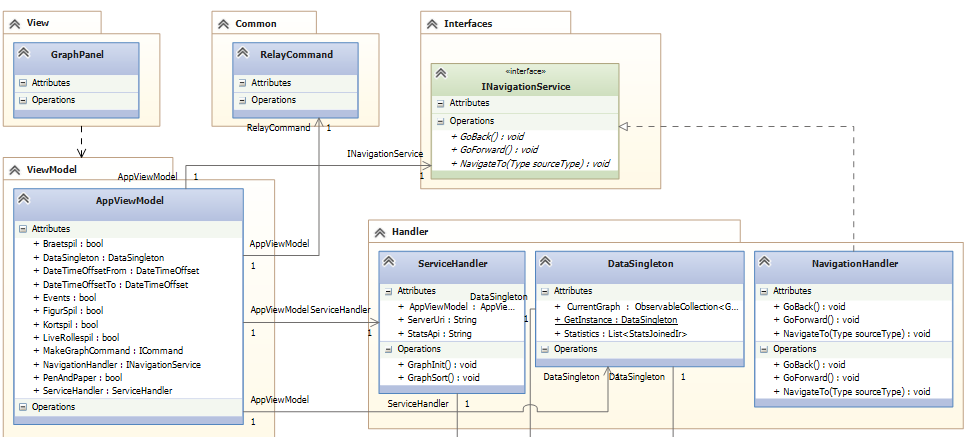 View
GraphPanel
Attributes
Operations
Common
RelayCommand
Attributes
Operations
RelayCommand
1
Interfaces
«interface»
INavigationService
Attributes
Operations
+ GoBack() : void
+ GoForward() : void
+ NavigateTo(Type sourceType) : void
INavigationService
1
ViewModel
AppViewModel
1
AppViewModel
Attributes
+ Braetspil : bool
+ DataSingleton : DataSingleton
+ DateTimeOffsetFrom : DateTimeOffset
+ DateTimeOffsetTo : DateTimeOffset
+ Events : bool
+ FigurSpil : bool
+ Kortspil : bool
+ LiveRollespil : bool
+ MakeGraphCommand : ICommand
+ NavigationHandler : INavigationService
+ PenAndPaper : bool
+ ServiceHandler : ServiceHandler
Operations
AppViewModel
1
AppViewModel
1
ServiceHandler
1
AppViewModel
1
Handler
ServiceHandler
Attributes
+ AppViewModel : AppVie...
+ ServerUri : String
+ StatsApi : String
Operations
+ GraphInit() : void
+ GraphSort() : void
ServiceHandler
1
DataSingleton
1
DataSingleton
Attributes
+ CurrentGraph : ObservableCollection<G...
+ GetInstance : DataSingleton
+ Statistics : List<StatsJoinedIr>
Operations
DataSingleton
1
DataSingleton
1
NavigationHandler
Attributes
+ GoBack() : void
+ GoForward() : void
+ NavigateTo(Type sourceType) : void
Operations
+ GoBack() : void
+ GoForward() : void
+ NavigateTo(Type sourceType) : void